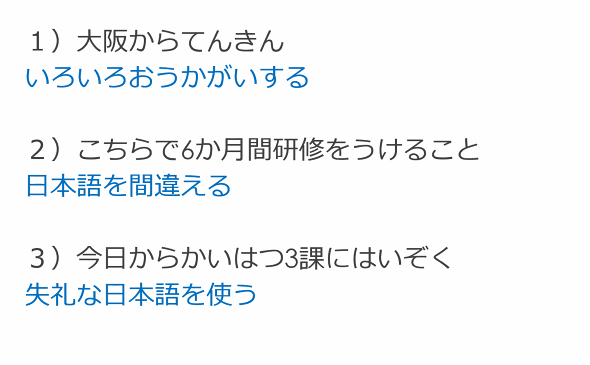 １）大阪からてんきん
いろいろおうかがいする
２）こちらで6か月間研修をうけること
日本語を間違える
３）今日からかいはつ3課にはいぞく
失礼な日本語を使う